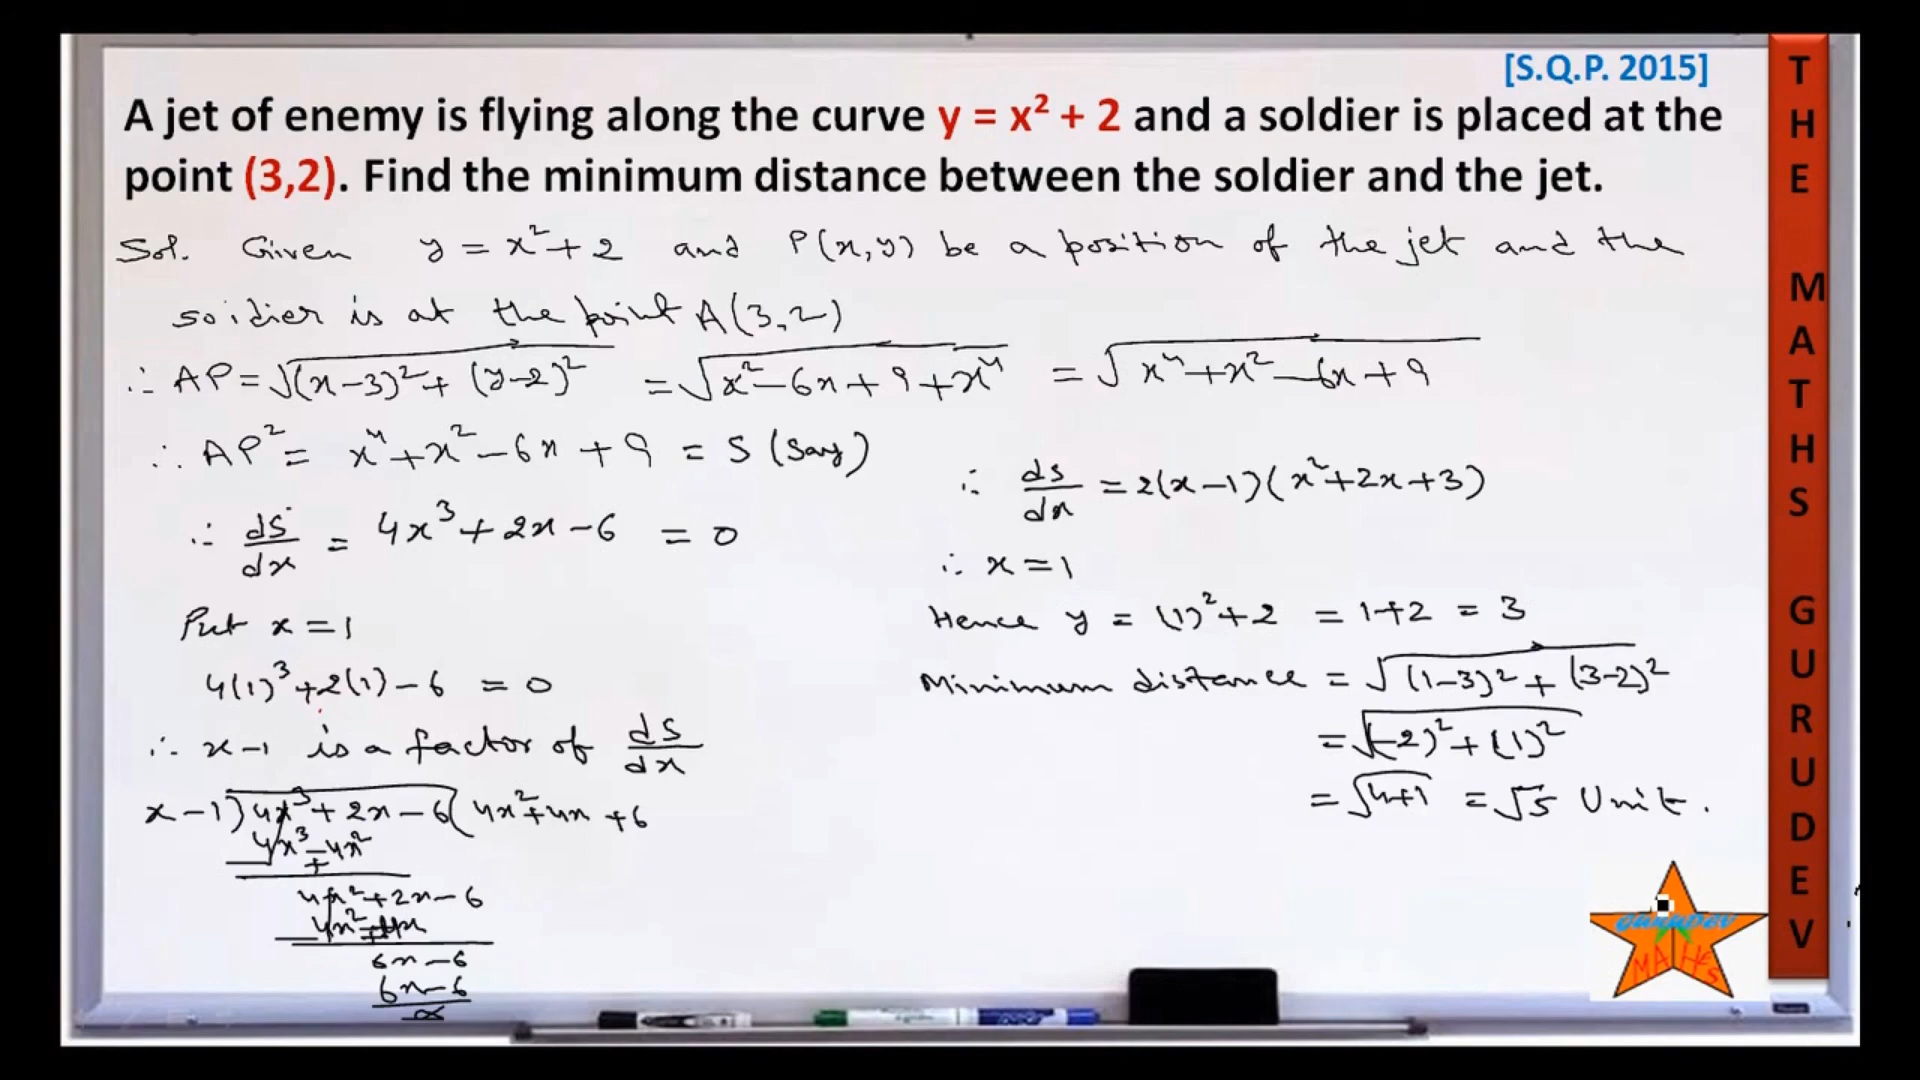 [S.Q.P. 2015]
A jet of enemy is flying along the curve y = x² + 2 and a soldier is placed at the
point (3,2). Find the minimum distance between the soldier and the jet.
Sol. Given y = x² + 2 and P(x,y) be a position of the jet and the
soldier is at the point A(3,2)
∴ AP = √(x-3)² + (y-2)² = √x² - 6x + 9 + x⁴ = √x⁴ + x² - 6x + 9
∴ AP² = x⁴ + x² - 6x + 9 = S (Say)
∴ dS/dx = 4x³ + 2x - 6 = 0
Put x = 1
4(1)³ + 2(1) - 6 = 0
∴ x-1 is a factor of dS/dx
x-1) 4x³ + 2x - 6 ( 4x² + 4x + 6
4x³ - 4x²
- +
4x² + 2x - 6
4x² - 4x
- +
6x - 6
6x - 6
x
∴ ds/dx = 2(x-1)(x² + 2x + 3)
∴ x = 1
Hence y = (1)² + 2 = 1+2 = 3
Minimum distance = √(1-3)² + (3-2)²
= √(-2)² + (1)²
= √4+1 = √5 Unit.
THE MATHS GURUDEV
GURUDEV
MATHS